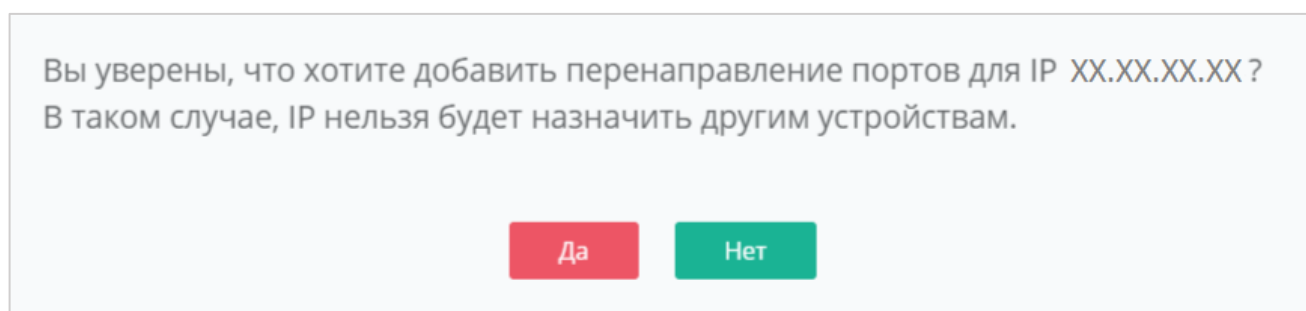 Вы уверены, что хотите добавить перенаправление портов для IP XX.XX.XX.XX ?
В таком случае, IP нельзя будет назначить другим устройствам.
Да Нет